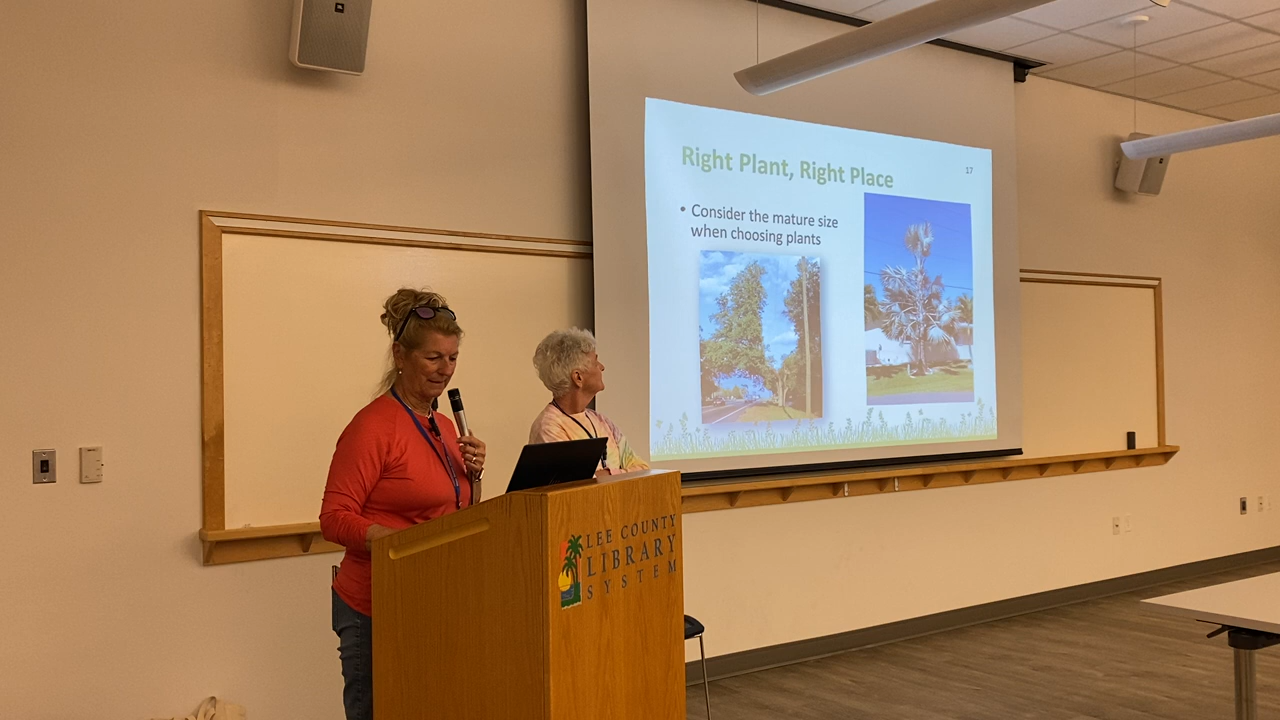 Right Plant, Right Place
17
• Consider the mature size
when choosing plants
LEE COUNTY
LIBRARY
SYSTEM